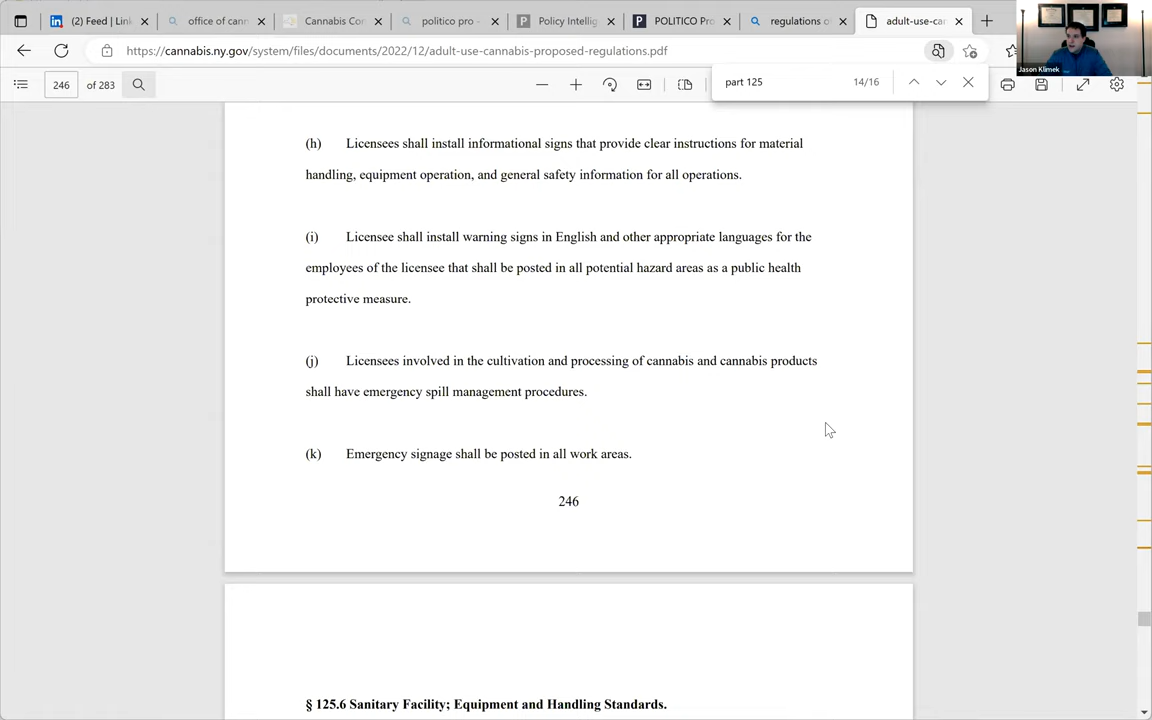 (2) Feed | Link
office of cann
Cannabis Con
politico pro -
Policy Intellig
POLITICO Pro
regulations o
adult-use-can
https://cannabis.ny.gov/system/files/documents/2022/12/adult-use-cannabis-proposed-regulations.pdf
Jason Klimek
246 of 283
part 125 14/16
(h) Licensees shall install informational signs that provide clear instructions for material
handling, equipment operation, and general safety information for all operations.
(i) Licensee shall install warning signs in English and other appropriate languages for the
employees of the licensee that shall be posted in all potential hazard areas as a public health
protective measure.
(j) Licensees involved in the cultivation and processing of cannabis and cannabis products
shall have emergency spill management procedures.
(k) Emergency signage shall be posted in all work areas.
246
§ 125.6 Sanitary Facility; Equipment and Handling Standards.